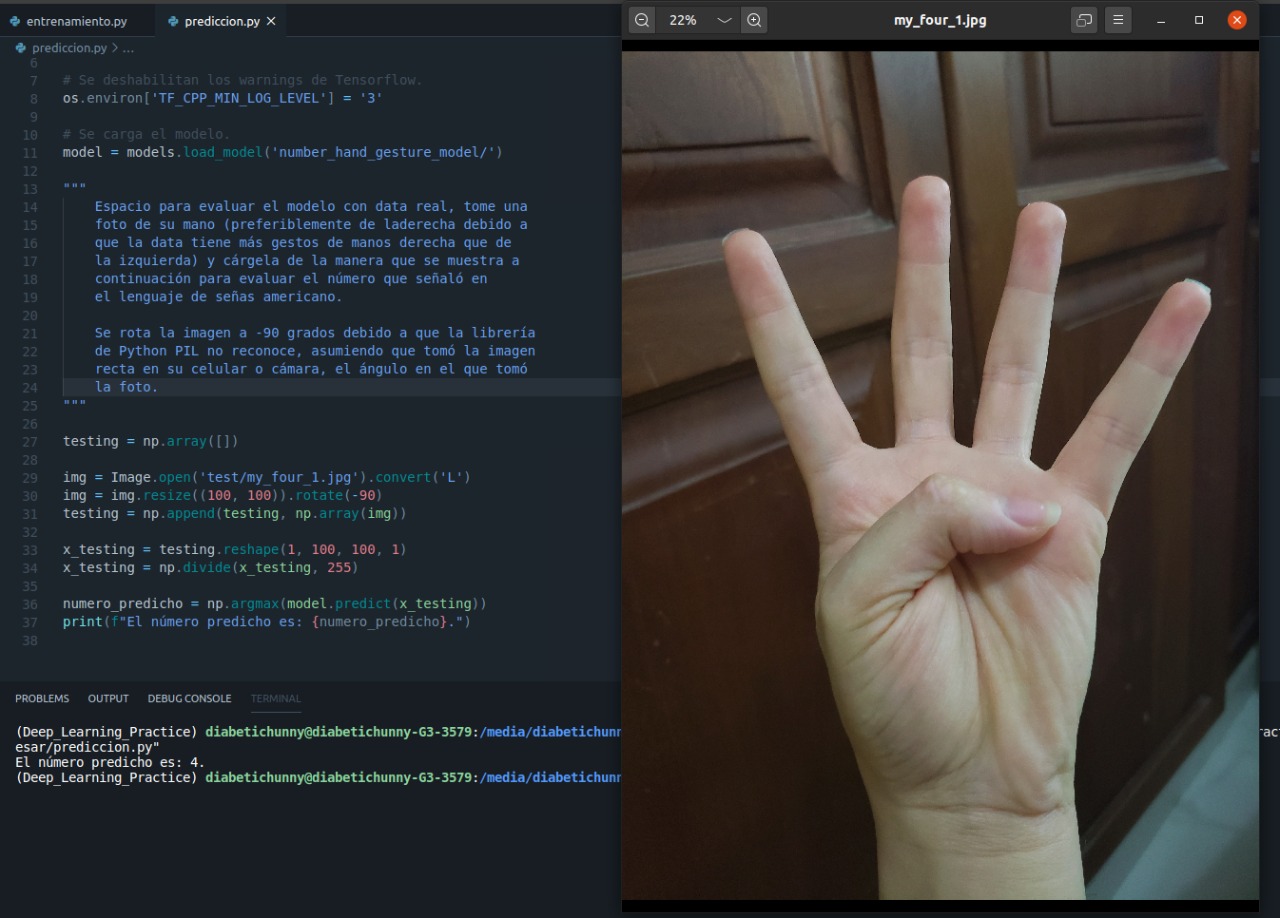 entrenamiento.py
prediccion.py
prediccion.py > ...
6
7 # Se deshabilitan los warnings de Tensorflow.
8 os.environ['TF_CPP_MIN_LOG_LEVEL'] = '3'
9
10 # Se carga el modelo.
11 model = models.load_model('number_hand_gesture_model/')
12
13 """
14 Espacio para evaluar el modelo con data real, tome una
15 foto de su mano (preferiblemente de laderecha debido a
16 que la data tiene más gestos de manos derecha que de
17 la izquierda) y cárgela de la manera que se muestra a
18 continuación para evaluar el número que señaló en
19 el lenguaje de señas americano.
20
21 Se rota la imagen a -90 grados debido a que la librería
22 de Python PIL no reconoce, asumiendo que tomó la imagen
23 recta en su celular o cámara, el ángulo en el que tomó
24 la foto.
25 """
26
27 testing = np.array([])
28
29 img = Image.open('test/my_four_1.jpg').convert('L')
30 img = img.resize((100, 100)).rotate(-90)
31 testing = np.append(testing, np.array(img))
32
33 x_testing = testing.reshape(1, 100, 100, 1)
34 x_testing = np.divide(x_testing, 255)
35
36 numero_predicho = np.argmax(model.predict(x_testing))
37 print(f"El número predicho es: {numero_predicho}.")
38
PROBLEMS OUTPUT DEBUG CONSOLE TERMINAL
(Deep_Learning_Practice) diabetichunny@diabetichunny-G3-3579:/media/diabetichunn
esar/prediccion.py"
El número predicho es: 4.
(Deep_Learning_Practice) diabetichunny@diabetichunny-G3-3579:/media/diabetichunn
22%
my_four_1.jpg